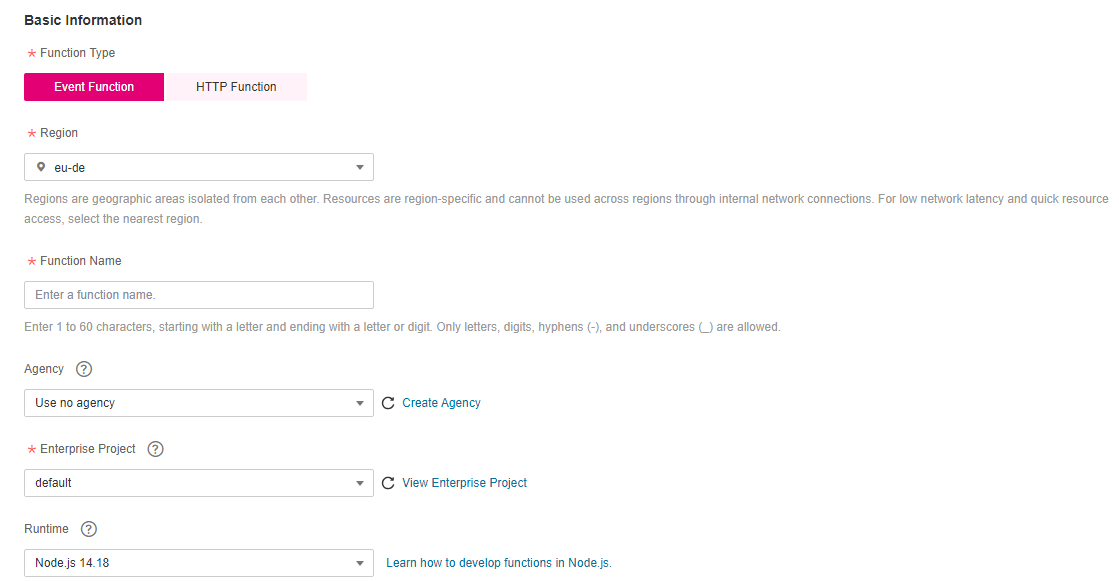 Basic Information
* Function Type
Event Function HTTP Function
* Region
eu-de
Regions are geographic areas isolated from each other. Resources are region-specific and cannot be used across regions through internal network connections. For low network latency and quick resource
access, select the nearest region.
* Function Name
Enter a function name.
Enter 1 to 60 characters, starting with a letter and ending with a letter or digit. Only letters, digits, hyphens (-), and underscores (_) are allowed.
Agency ?
Use no agency Create Agency
* Enterprise Project ?
default View Enterprise Project
Runtime ?
Node.js 14.18 Learn how to develop functions in Node.js.